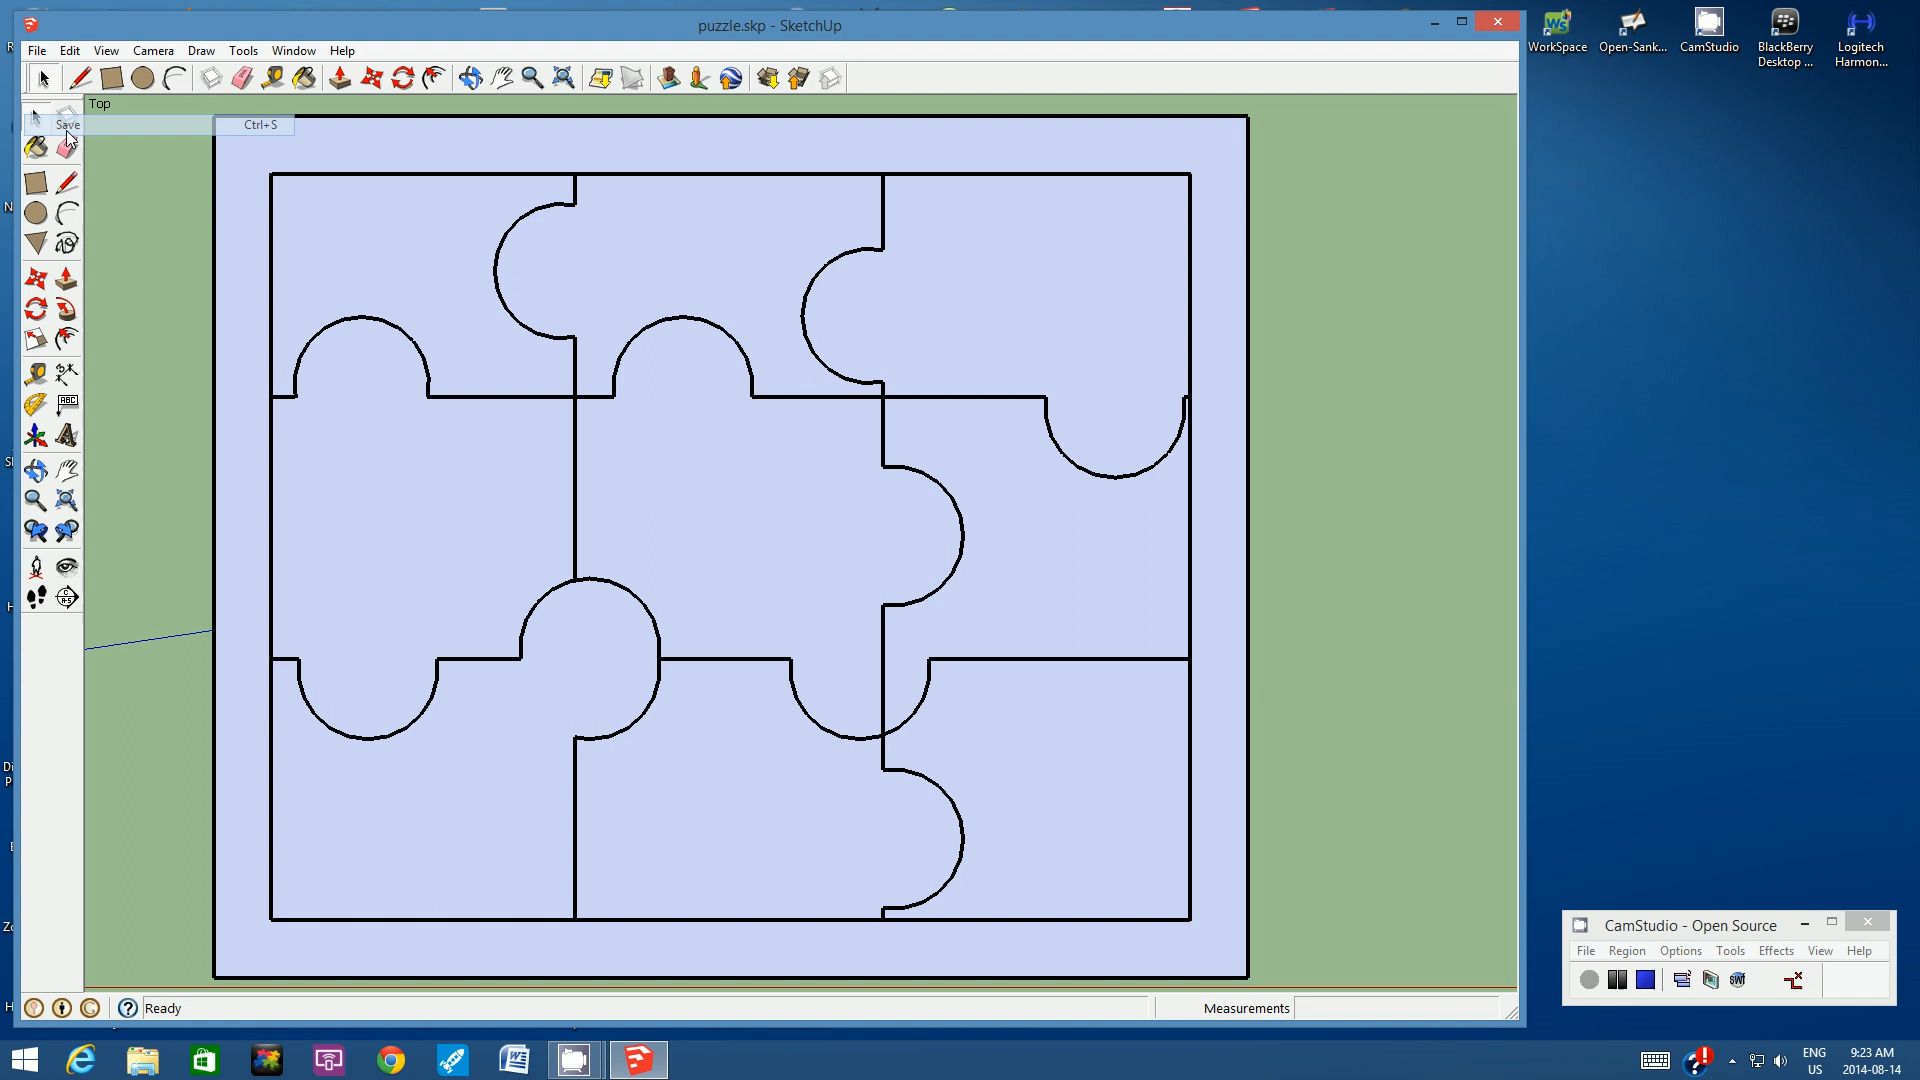 puzzle.skp - SketchUp
File Edit View Camera Draw Tools Window Help
Top
Save Ctrl+S
ABC
WorkSpace
Open-Sank...
CamStudio
BlackBerry
Desktop ...
Logitech
Harmon...
CamStudio - Open Source
File Region Options Tools Effects View Help
Ready
Measurements
ENG
US
9:23 AM
2014-08-14